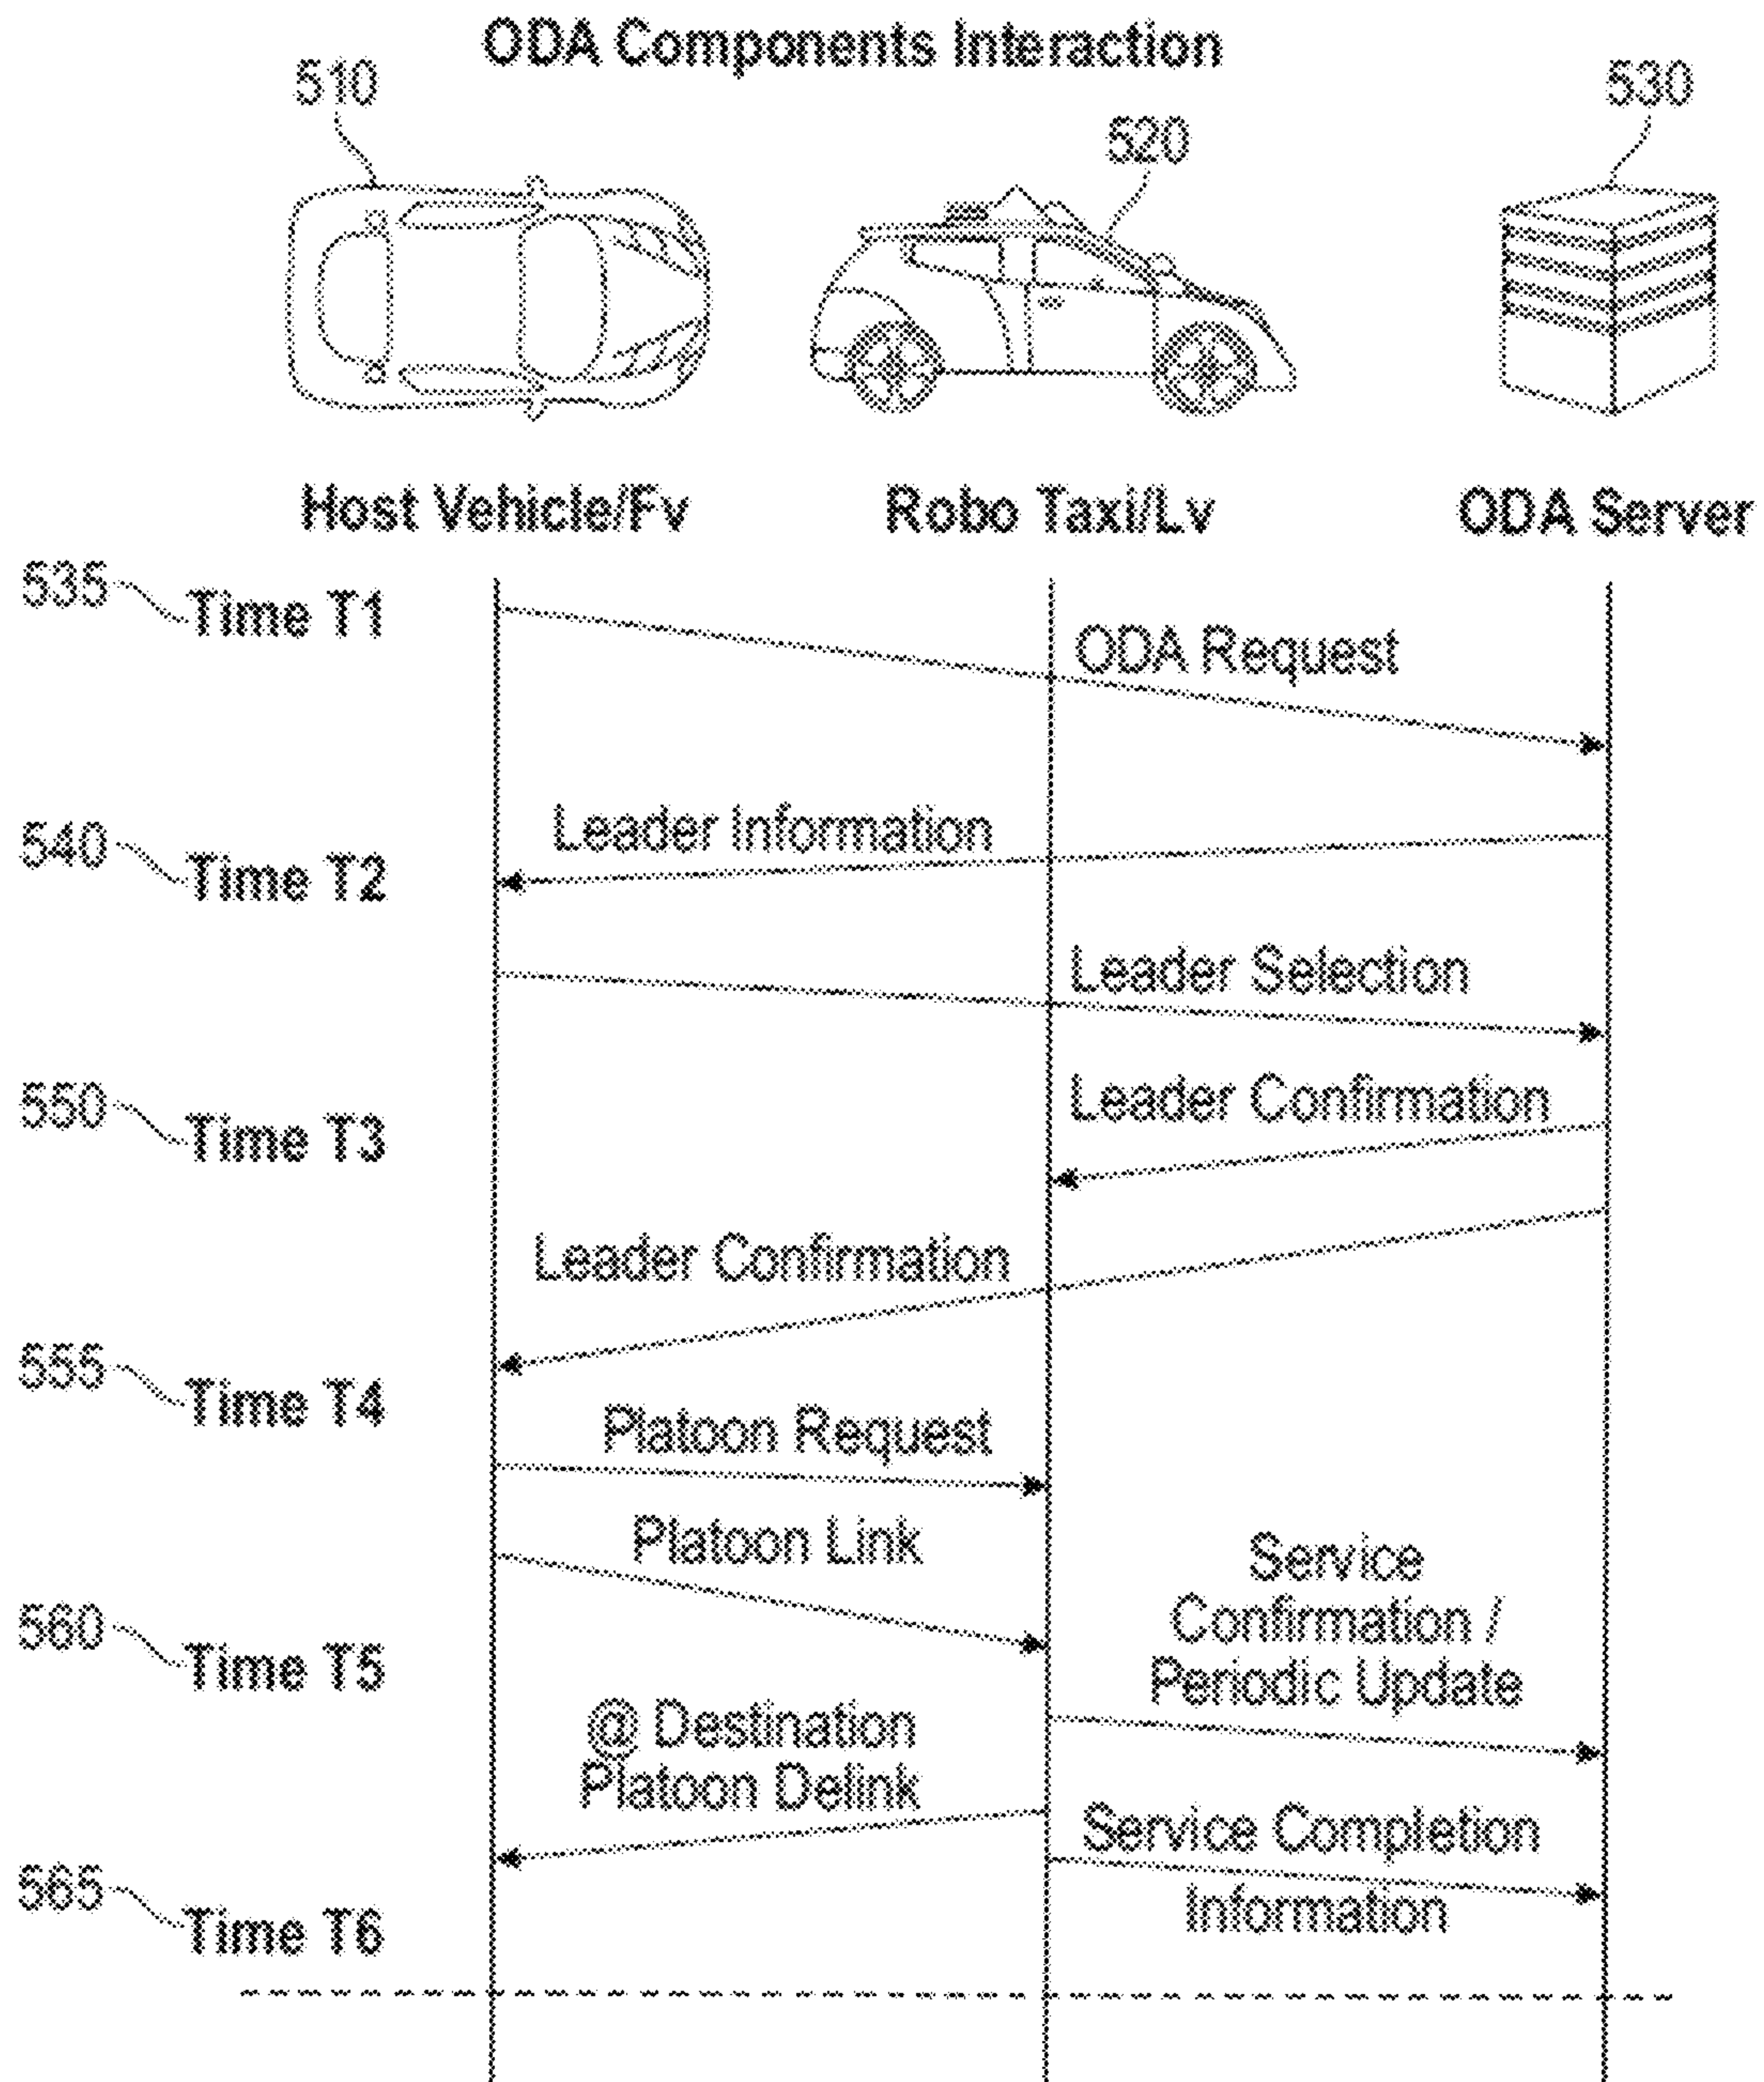 ODA Components Interaction
510
520
530
Host Vehicle/Fv
Robo Taxi/Lv
ODA Server
535
Time T1
ODA Request
540
Time T2
Leader Information
Leader Selection
550
Time T3
Leader Confirmation
Leader Confirmation
555
Time T4
Platoon Request
Platoon Link
Service
Confirmation /
Periodic Update
560
Time T5
@ Destination
Platoon Delink
Service Completion
Information
565
Time T6